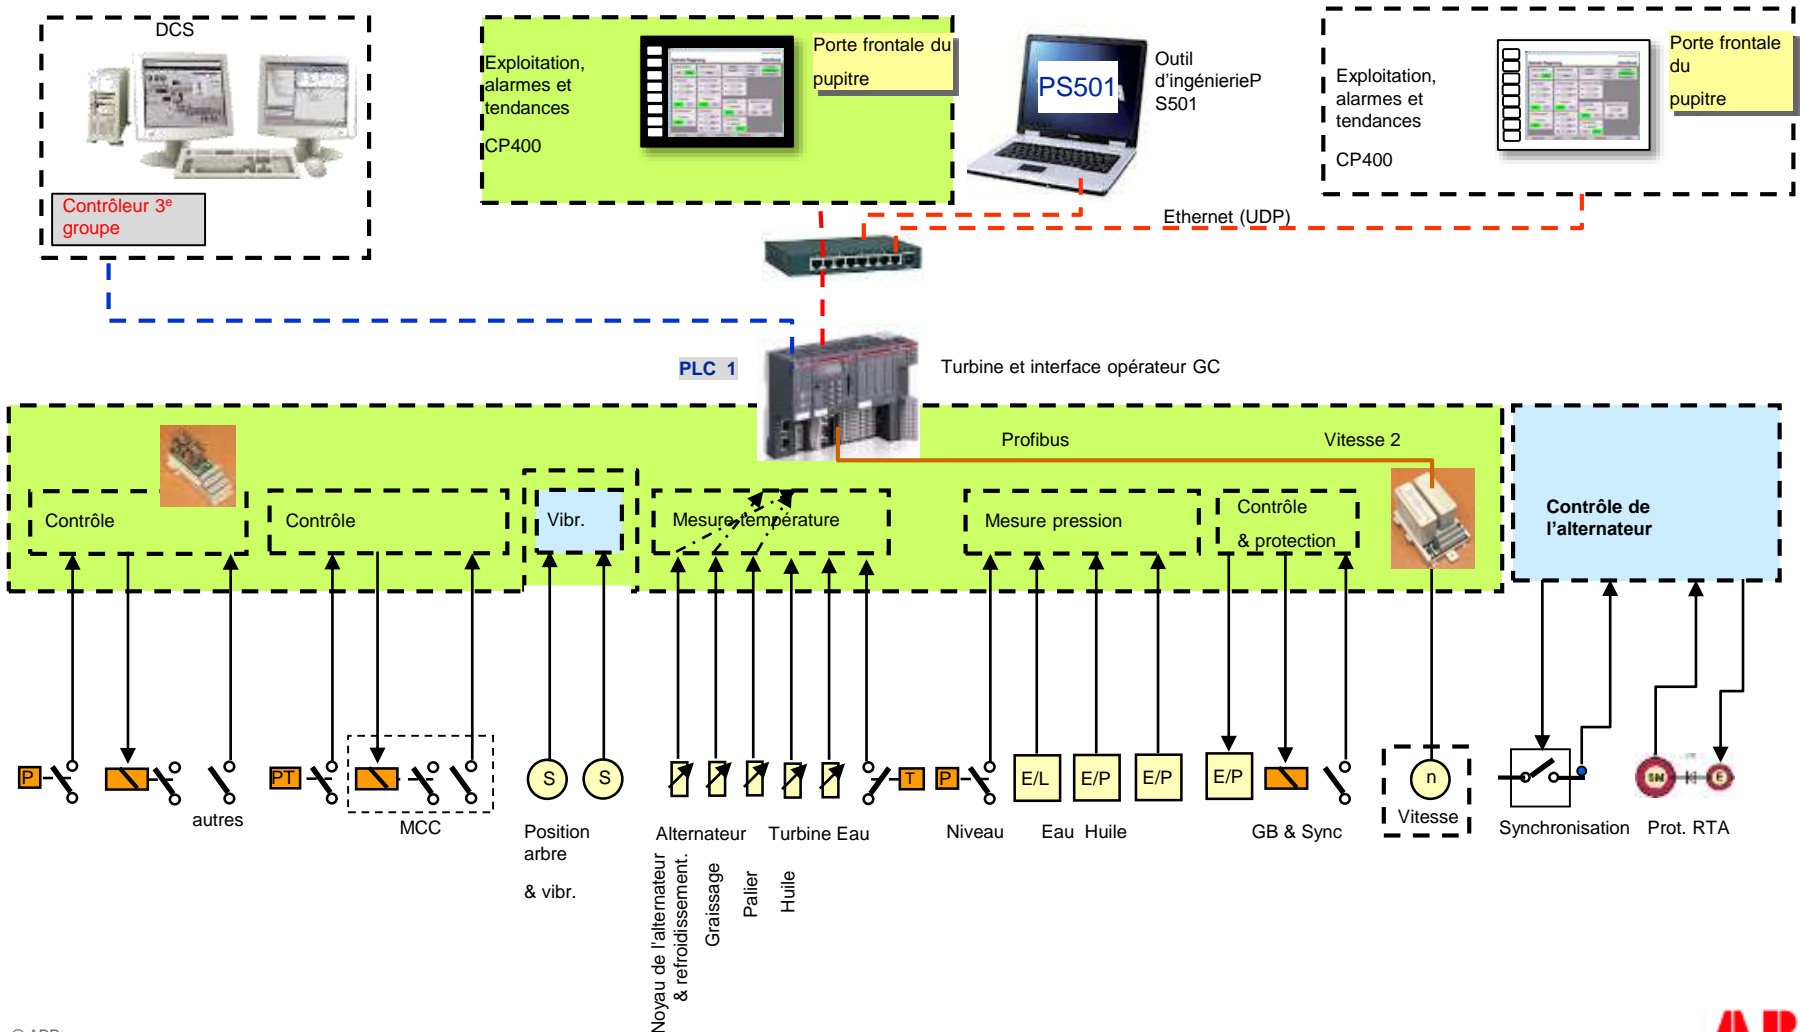 DCS
Contrôleur 3e
groupe
Exploitation,
alarmes et
tendances
CP400
Porte frontale du
pupitre
PS501
Outil
d'ingénierieP
S501
Exploitation,
alarmes et
tendances
CP400
Porte frontale
du
pupitre
Ethernet (UDP)
PLC 1
Turbine et interface opérateur GC
Profibus
Vitesse 2
Contrôle
Contrôle
Vibr.
Mesure température
Mesure pression
Contrôle
& protection
Contrôle de
l'alternateur
P
PT
S
S
T
P
E/L
E/P
E/P
E/P
n
SM
E
autres
MCC
Position
arbre
& vibr.
Alternateur
Turbine Eau
Niveau
Eau Huile
GB & Sync
Vitesse
Synchronisation
Prot. RTA
Noyau de l'alternateur
& refroidissement.
Graissage
Palier
Huile